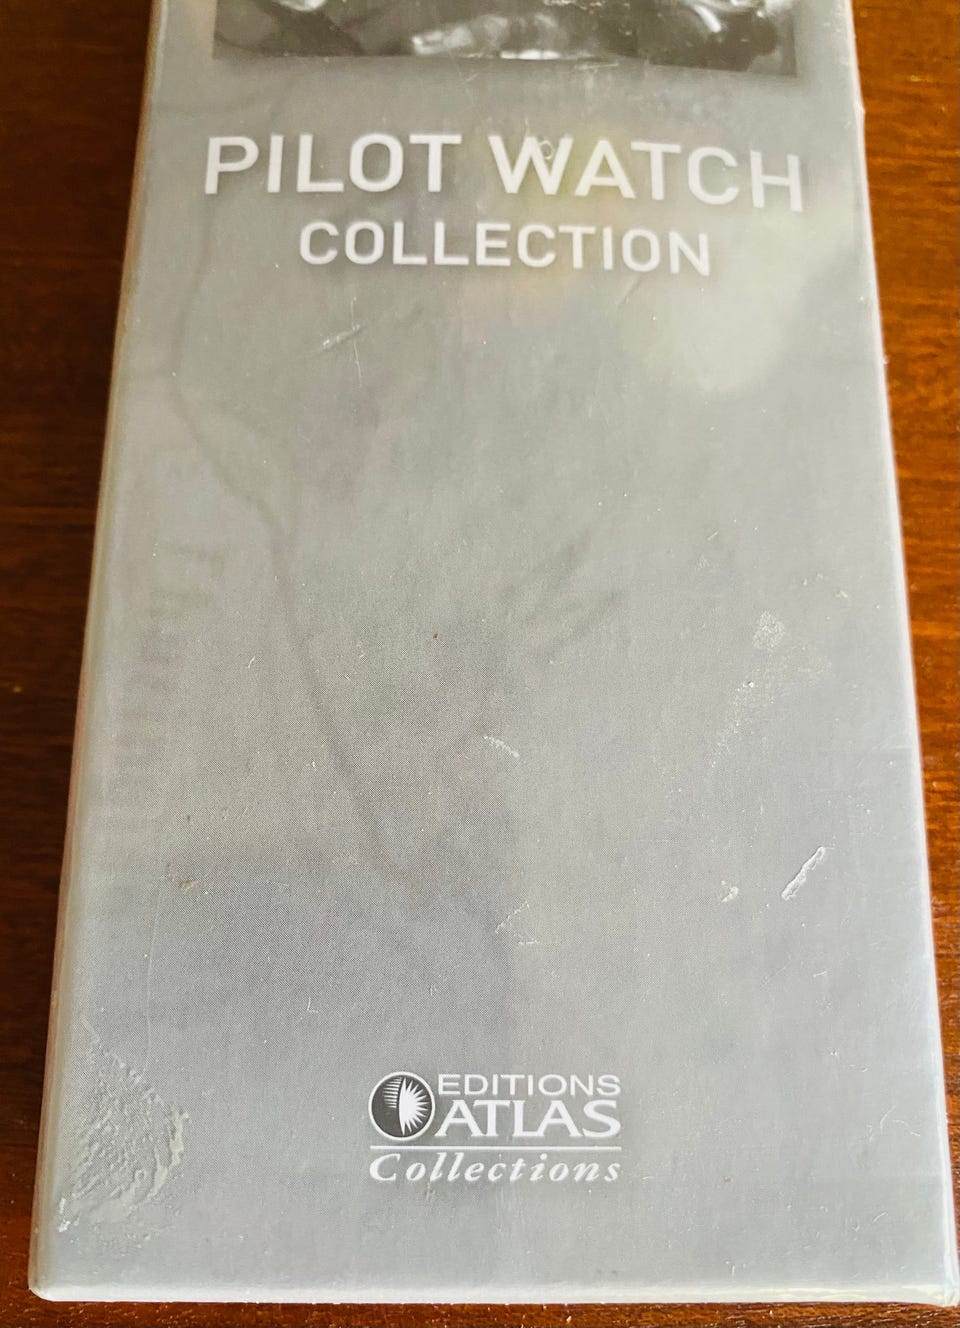 PILOT WATCH
COLLECTION
EDITIONS
ATLAS
Collections